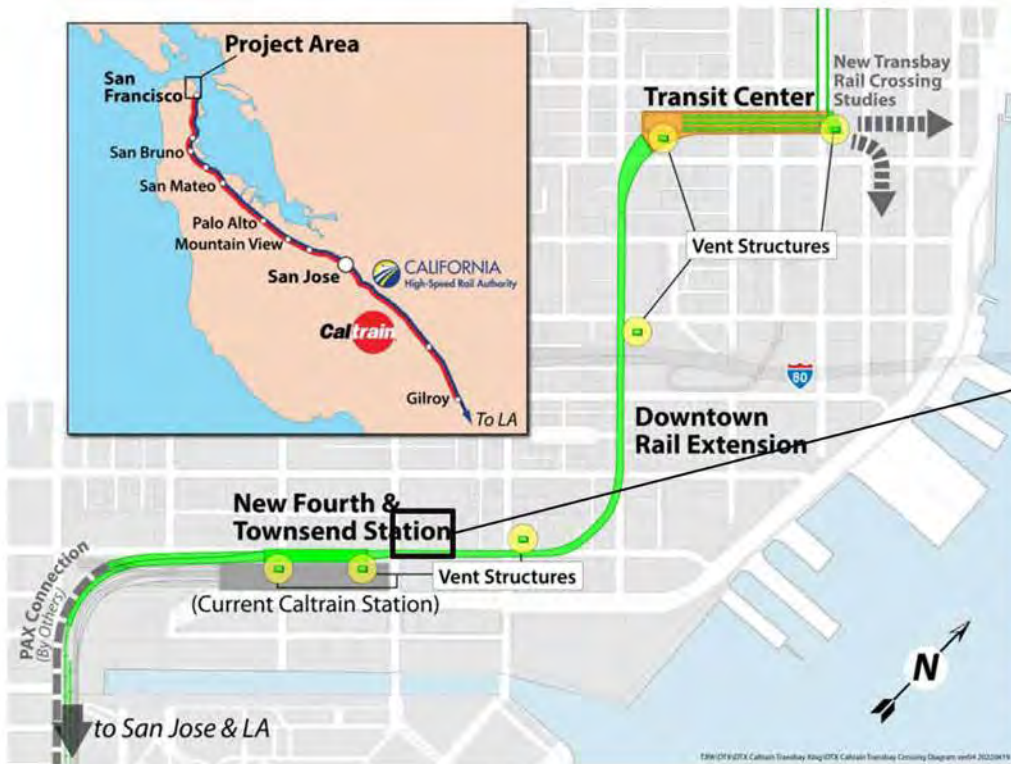 Project Area
San
Francisco
San Bruno
San Mateo
Palo Alto
Mountain View
San Jose
CALIFORNIA
High-Speed Rail Authority
Caltrain
Gilroy
To LA
Transit Center
New Transbay
Rail Crossing
Studies
Vent Structures
80
Downtown
Rail Extension
New Fourth &
Townsend Station
Vent Structures
(Current Caltrain Station)
PAX Connection
(By Others)
to San Jose & LA
N